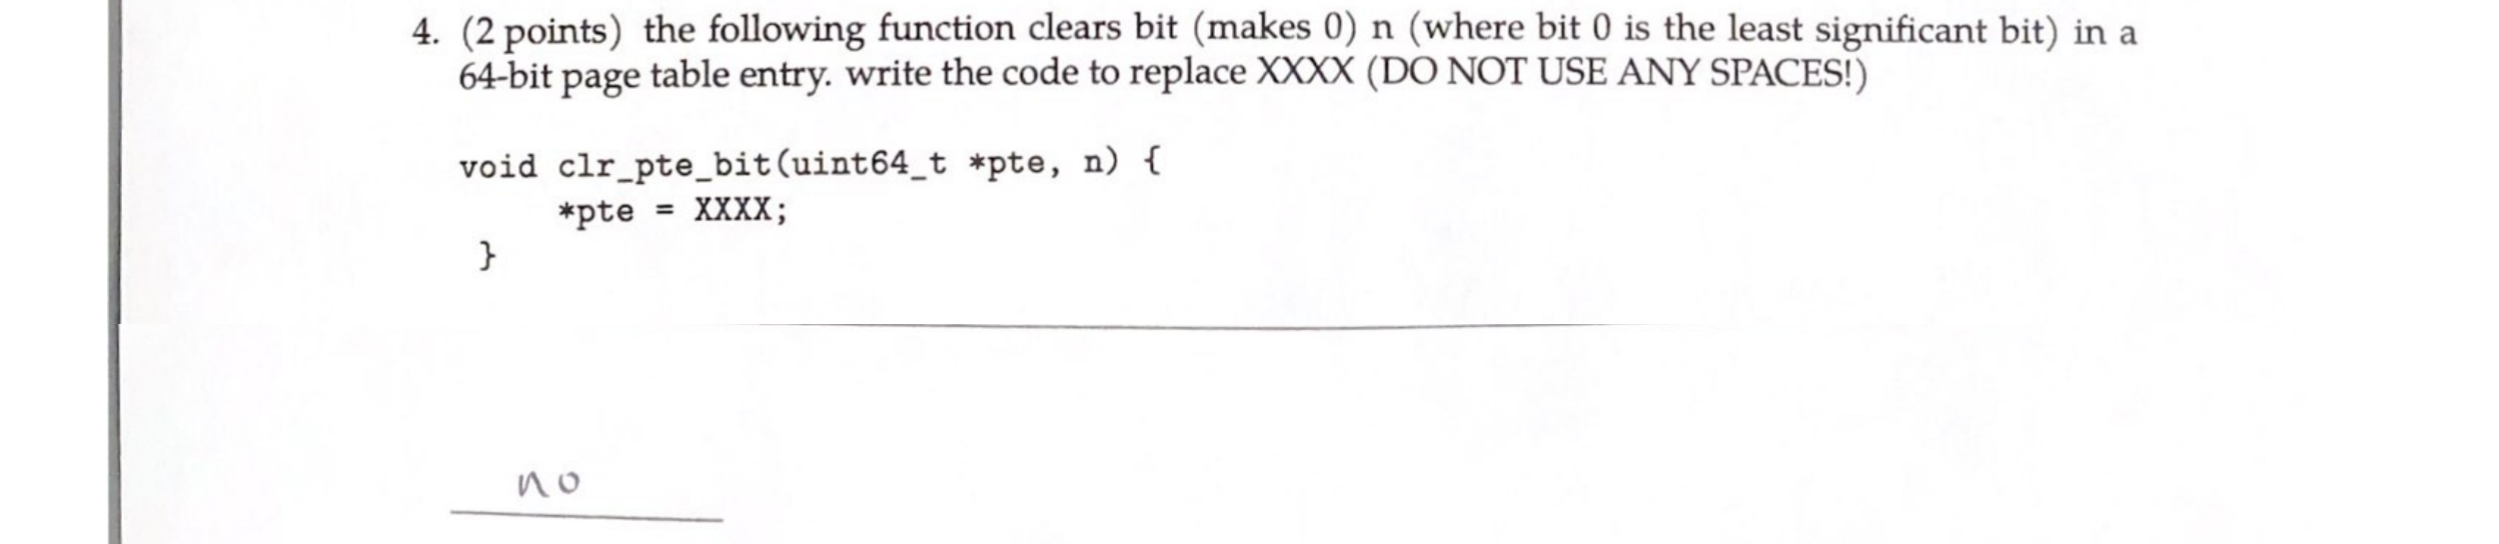 4. (2 points) the following function clears bit (makes 0) n (where bit 0 is the least significant bit) in a
64-bit page table entry. write the code to replace XXXX (DO NOT USE ANY SPACES!)
void clr_pte_bit(uint64_t *pte, n) {
*pte = XXXX;
}
no